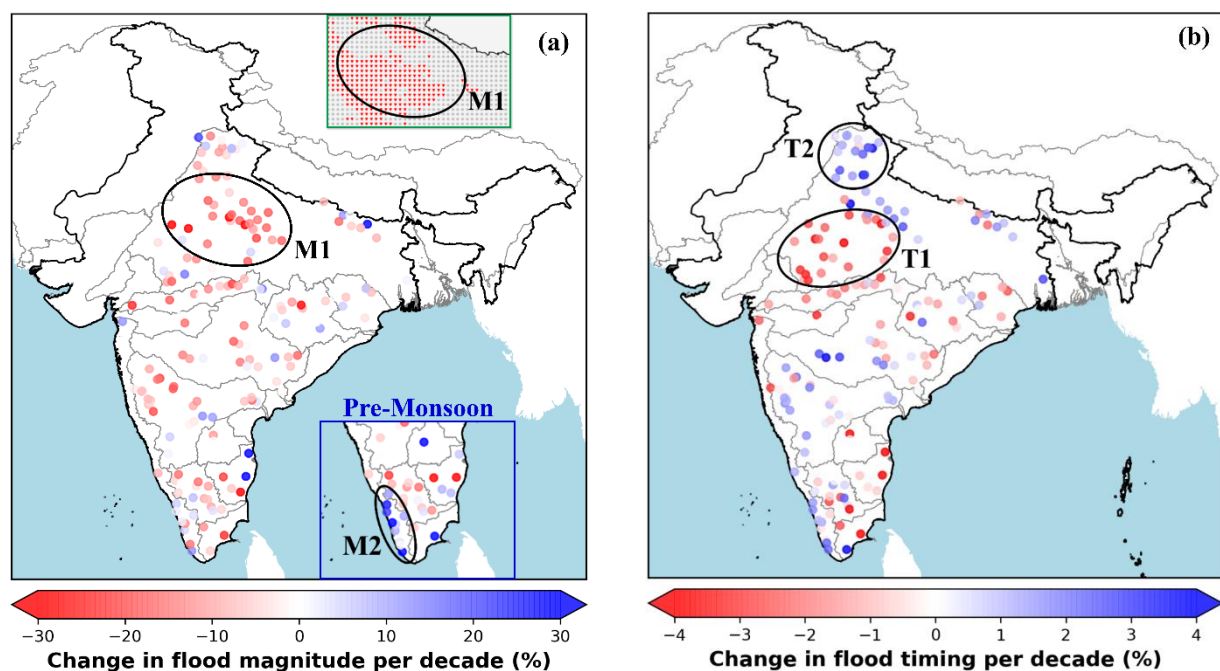 (a)
M1
M1
Pre-Monsoon
M2
−30 −20 −10 0 10 20 30
Change in flood magnitude per decade (%)
(b)
T2
T1
−4 −3 −2 −1 0 1 2 3 4
Change in flood timing per decade (%)